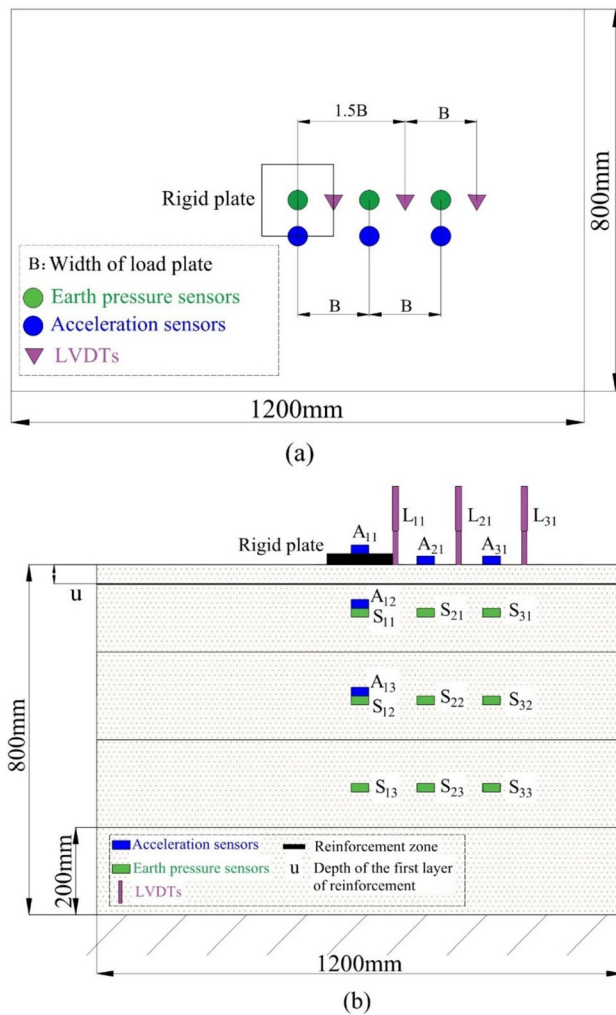 1.5B
B
Rigid plate
800mm
B: Width of load plate
Earth pressure sensors
Acceleration sensors
LVDTs
B
B
1200mm
(a)
L₁₁
L₂₁
L₃₁
A₁₁
Rigid plate
A₂₁
A₃₁
u
A₁₂
S₁₁
S₂₁
S₃₁
A₁₃
S₁₂
S₂₂
S₃₂
800mm
S₁₃
S₂₃
S₃₃
200mm
Acceleration sensors
Reinforcement zone
Earth pressure sensors
u Depth of the first layer
of reinforcement
LVDTs
1200mm
(b)